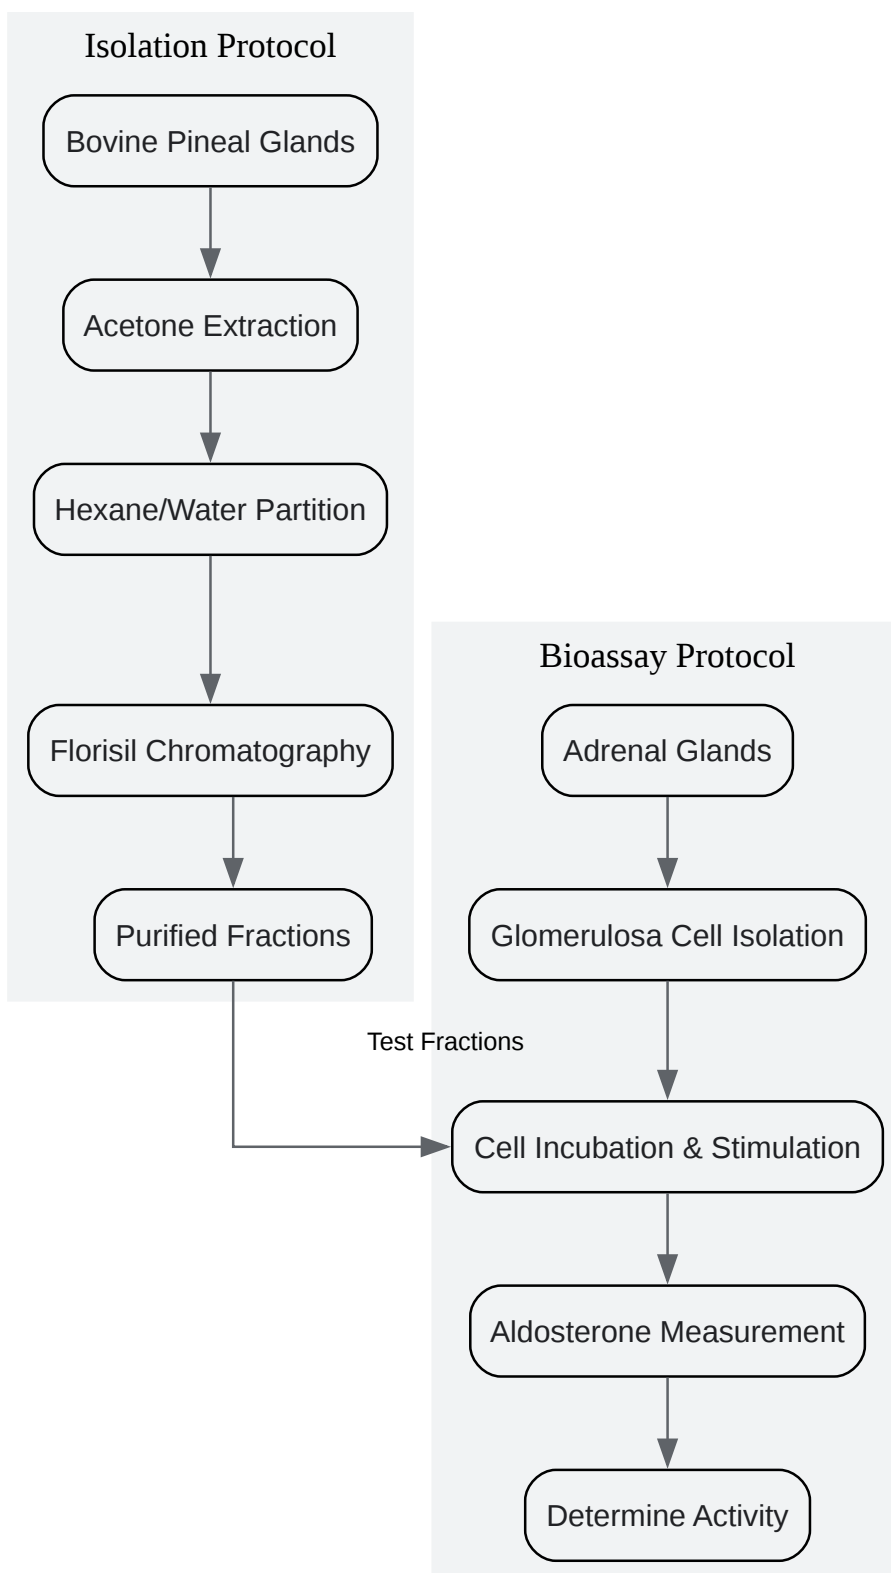 Isolation Protocol
Bovine Pineal Glands
Acetone Extraction
Hexane/Water Partition
Florisil Chromatography
Purified Fractions
Test Fractions
Bioassay Protocol
Adrenal Glands
Glomerulosa Cell Isolation
Cell Incubation & Stimulation
Aldosterone Measurement
Determine Activity